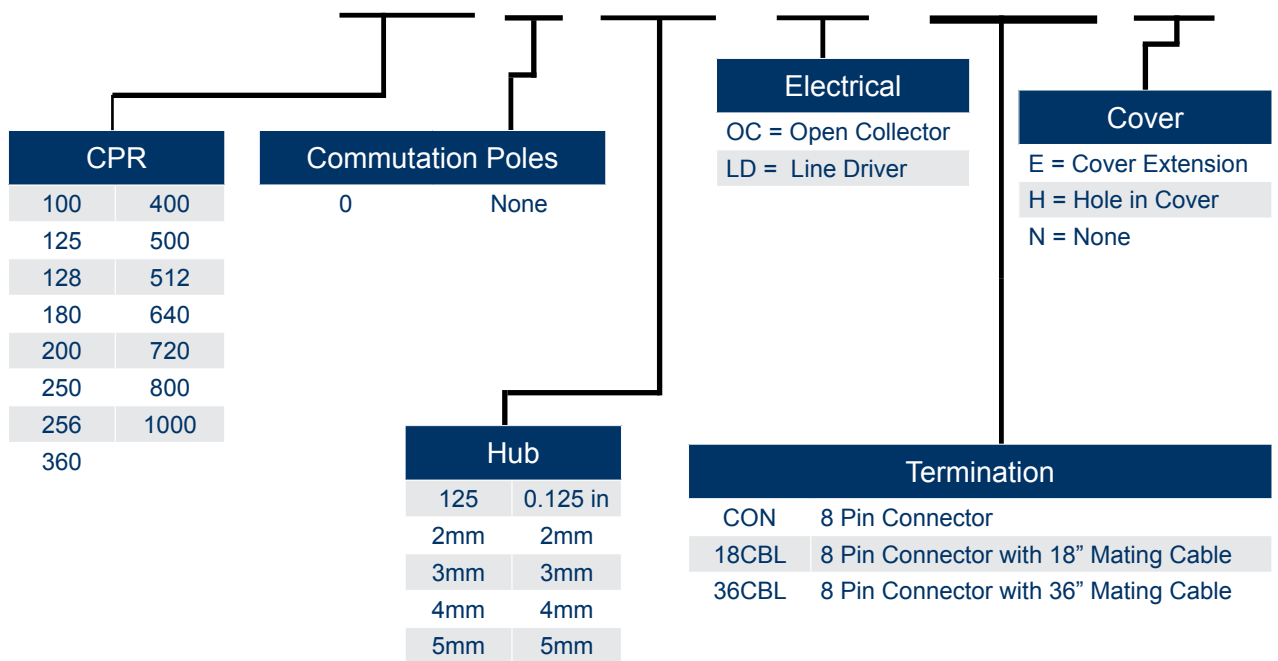 Electrical
OC = Open Collector
LD = Line Driver
Cover
E = Cover Extension
H = Hole in Cover
N = None
CPR
100 400
125 500
128 512
180 640
200 720
250 800
256 1000
360
Commutation Poles
0 None
Hub
125 0.125 in
2mm 2mm
3mm 3mm
4mm 4mm
5mm 5mm
Termination
CON 8 Pin Connector
18CBL 8 Pin Connector with 18” Mating Cable
36CBL 8 Pin Connector with 36” Mating Cable